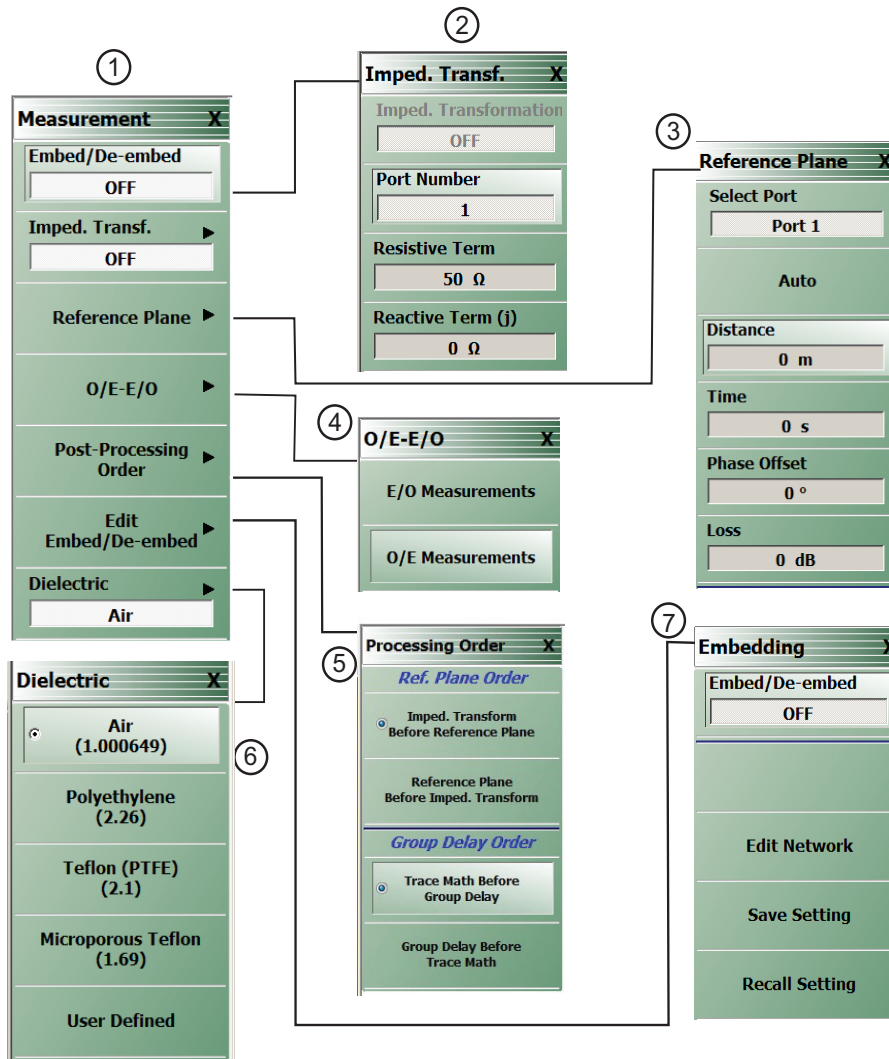 1
Measurement X
Embed/De-embed
OFF
Imped. Transf.
OFF
Reference Plane
O/E-E/O
Post-Processing
Order
Edit
Embed/De-embed
Dielectric
Air
2
Imped. Transf. X
Imped. Transformation
OFF
Port Number
1
Resistive Term
50 Ω
Reactive Term (j)
0 Ω
3
Reference Plane X
Select Port
Port 1
Auto
Distance
0 m
Time
0 s
Phase Offset
0 °
Loss
0 dB
4
O/E-E/O X
E/O Measurements
O/E Measurements
5
Processing Order X
Ref. Plane Order
Imped. Transform
Before Reference Plane
Reference Plane
Before Imped. Transform
Group Delay Order
Trace Math Before
Group Delay
Group Delay Before
Trace Math
6
Dielectric X
Air
(1.000649)
Polyethylene
(2.26)
Teflon (PTFE)
(2.1)
Microporous Teflon
(1.69)
User Defined
7
Embedding X
Embed/De-embed
OFF
Edit Network
Save Setting
Recall Setting